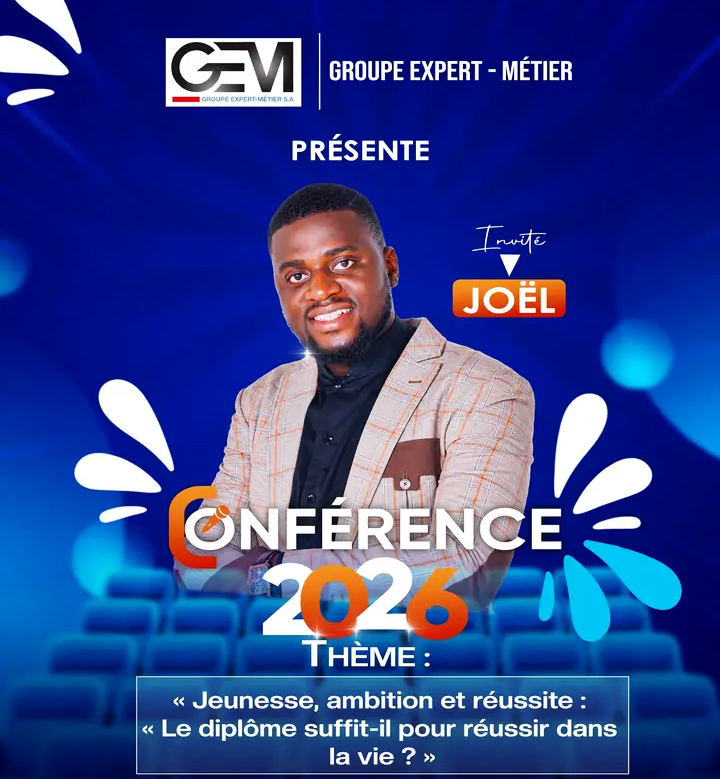 GEM
GROUPE EXPERT-MÉTIER S.A
GROUPE EXPERT - MÉTIER
PRÉSENTE
Invité
JOËL
CONFÉRENCE
2026
THÈME :
« Jeunesse, ambition et réussite :
« Le diplôme suffit-il pour réussir dans
la vie ? »